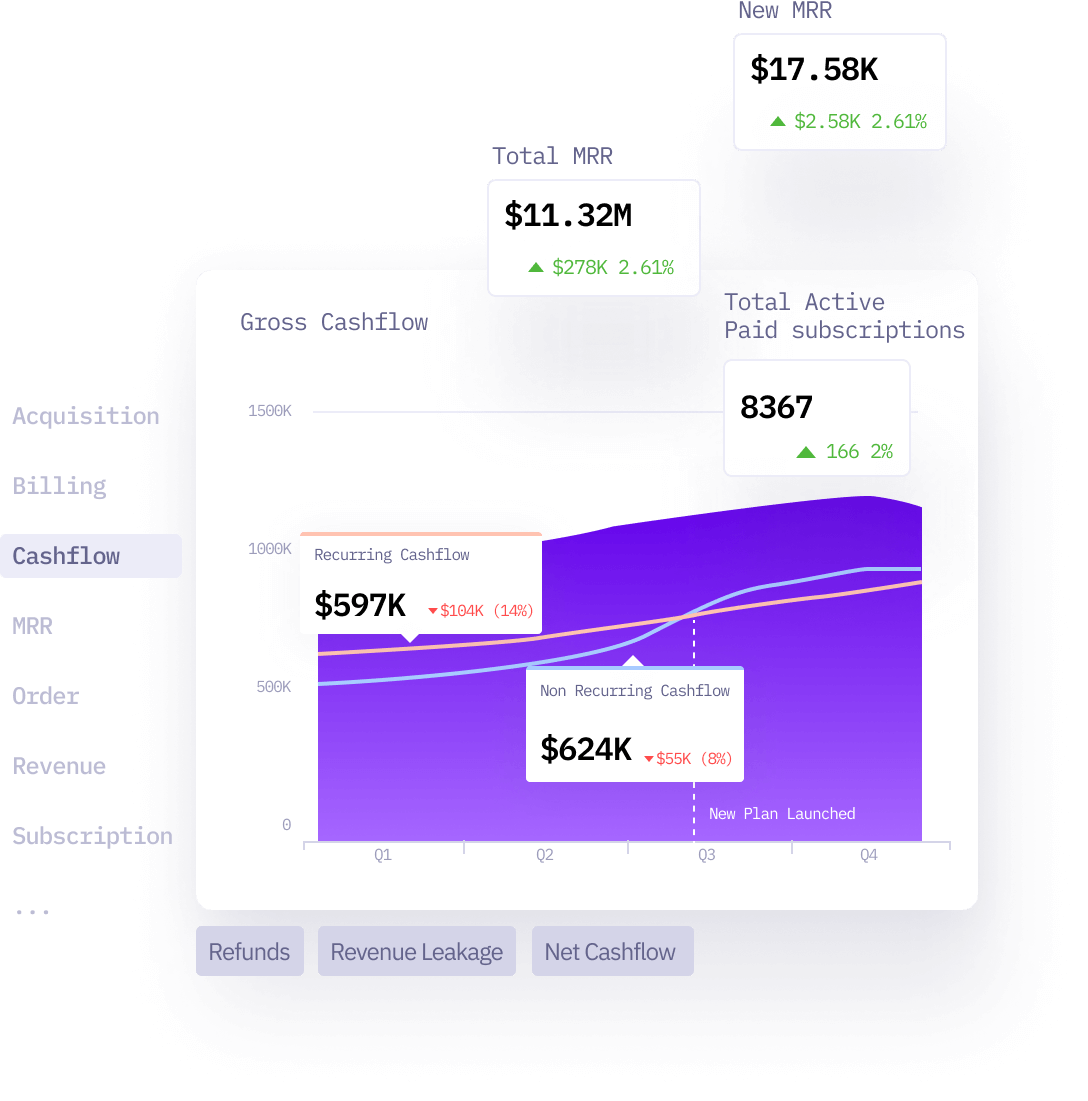 New MRR
$17.58K
$2.58K 2.61%
Total MRR
$11.32M
$278K 2.61%
Gross Cashflow
Total Active
Paid subscriptions
8367
166 2%
Acquisition
Billing
Cashflow
MRR
Order
Revenue
Subscription
...
1500K
1000K
500K
0
Recurring Cashflow
$597K $104K (14%)
Non Recurring Cashflow
$624K $55K (8%)
New Plan Launched
Q1 Q2 Q3 Q4
Refunds Revenue Leakage Net Cashflow